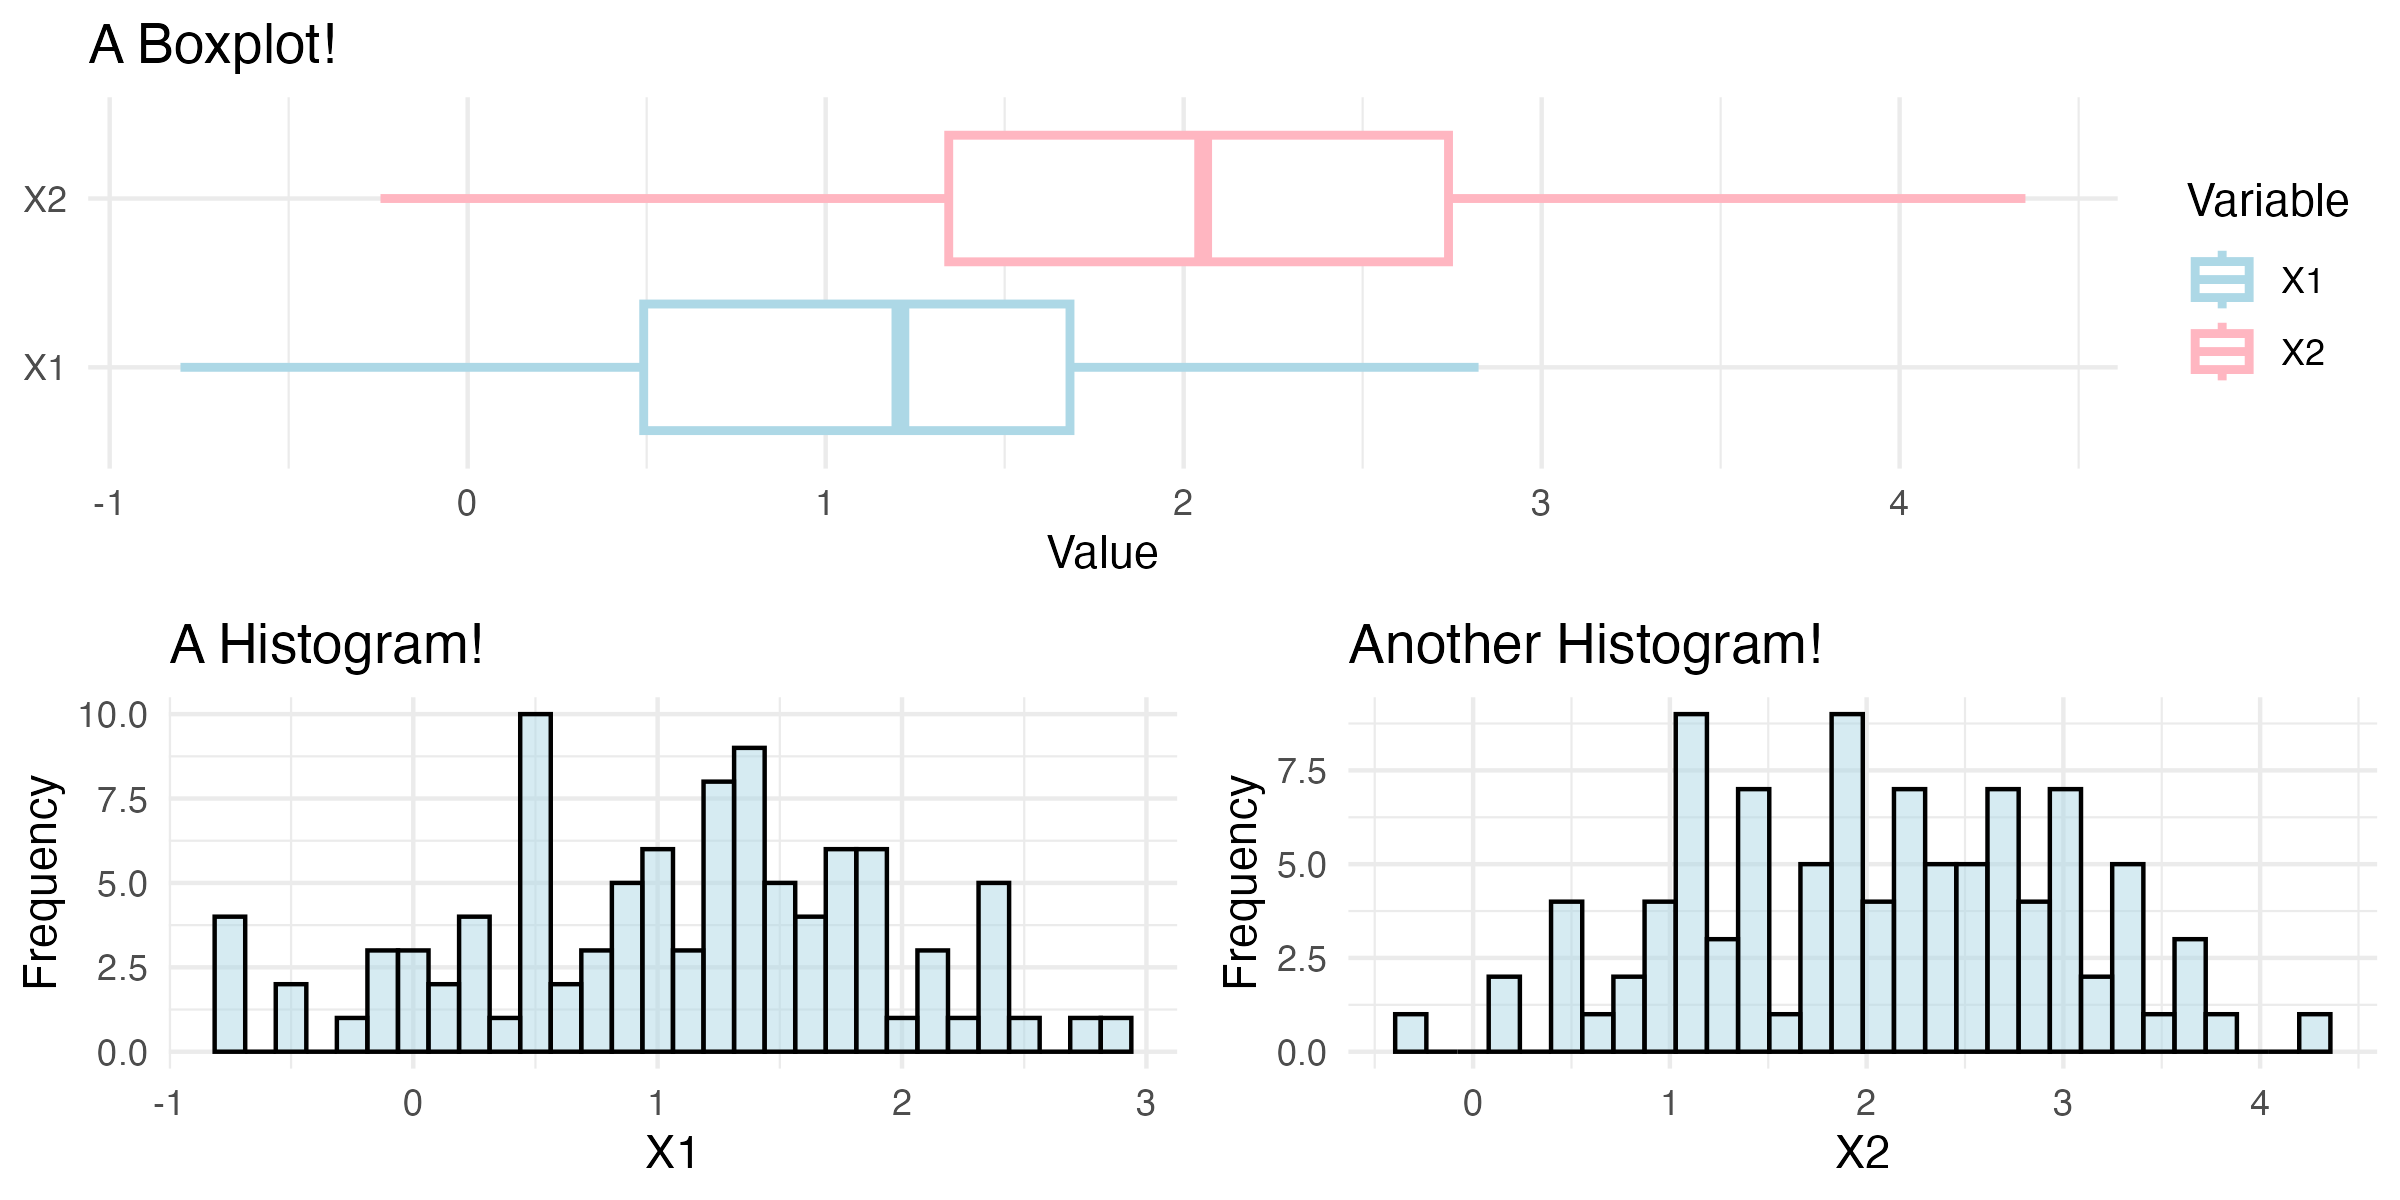 A Boxplot!
X2
X1
-1 0 1 2 3 4
Value
Variable
X1
X2
A Histogram!
Frequency
10.0
7.5
5.0
2.5
0.0
-1 0 1 2 3
X1
Another Histogram!
Frequency
7.5
5.0
2.5
0.0
0 1 2 3 4
X2